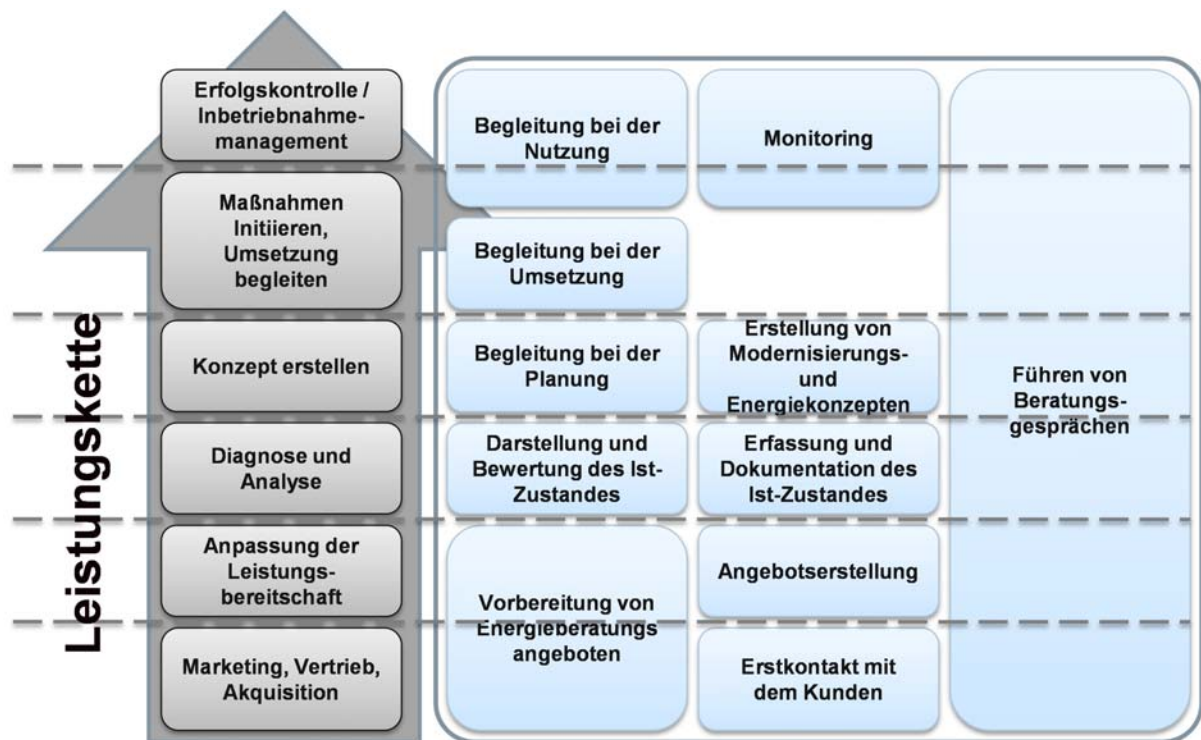 Leistungskette
Erfolgskontrolle /
Inbetriebnahme-
management
Begleitung bei der
Nutzung
Monitoring
Maßnahmen
Initiieren,
Umsetzung
begleiten
Begleitung bei der
Umsetzung
Konzept erstellen
Begleitung bei der
Planung
Erstellung von
Modernisierungs-
und
Energiekonzepten
Führen von
Beratungs-
gesprächen
Diagnose und
Analyse
Darstellung und
Bewertung des Ist-
Zustandes
Erfassung und
Dokumentation des
Ist-Zustandes
Anpassung der
Leistungs-
bereitschaft
Vorbereitung von
Energieberatungs
angeboten
Angebotserstellung
Marketing, Vertrieb,
Akquisition
Erstkontakt mit
dem Kunden